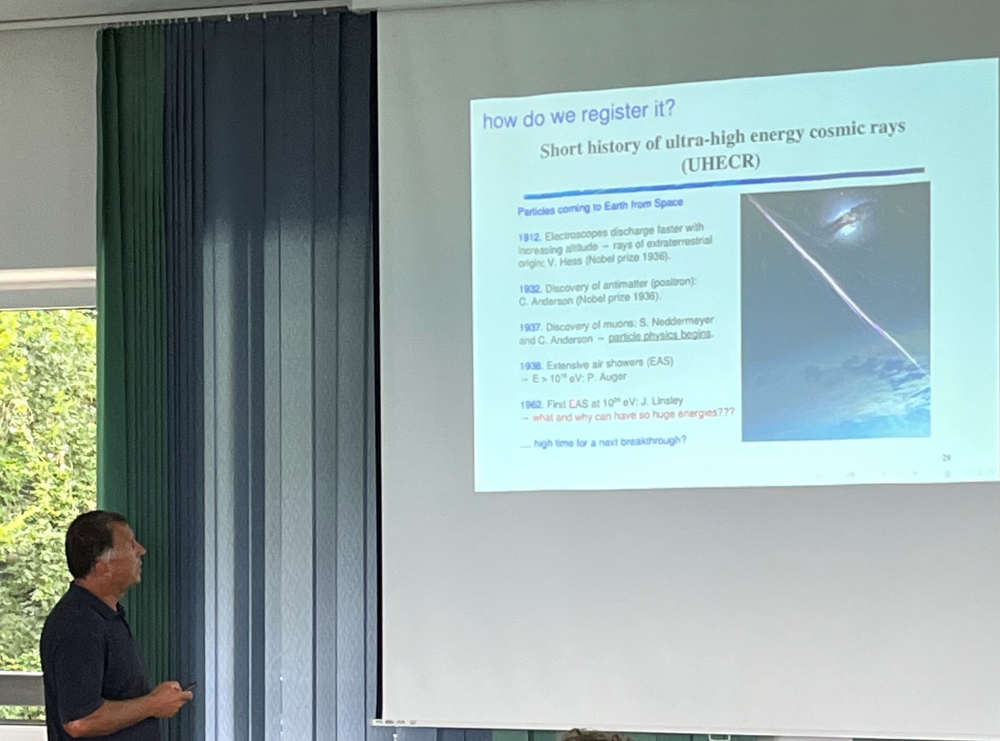 how do we register it?
Short history of ultra-high energy cosmic rays
(UHECR)
Particles coming to Earth from Space
1912. Electroscopes discharge faster with
increasing altitude – rays of extraterrestrial
origin: V. Hess (Nobel prize 1936).
1932. Discovery of antimatter (positron):
C. Anderson (Nobel prize 1936).
1937. Discovery of muons: S. Neddermeyer
and C. Anderson – particle physics begins.
1938. Extensive air showers (EAS)
→ E > 10¹⁵ eV: P. Auger
1962. First EAS at 10²⁰ eV: J. Linsley
→ what and why can have so huge energies???
... high time for a next breakthrough?
28